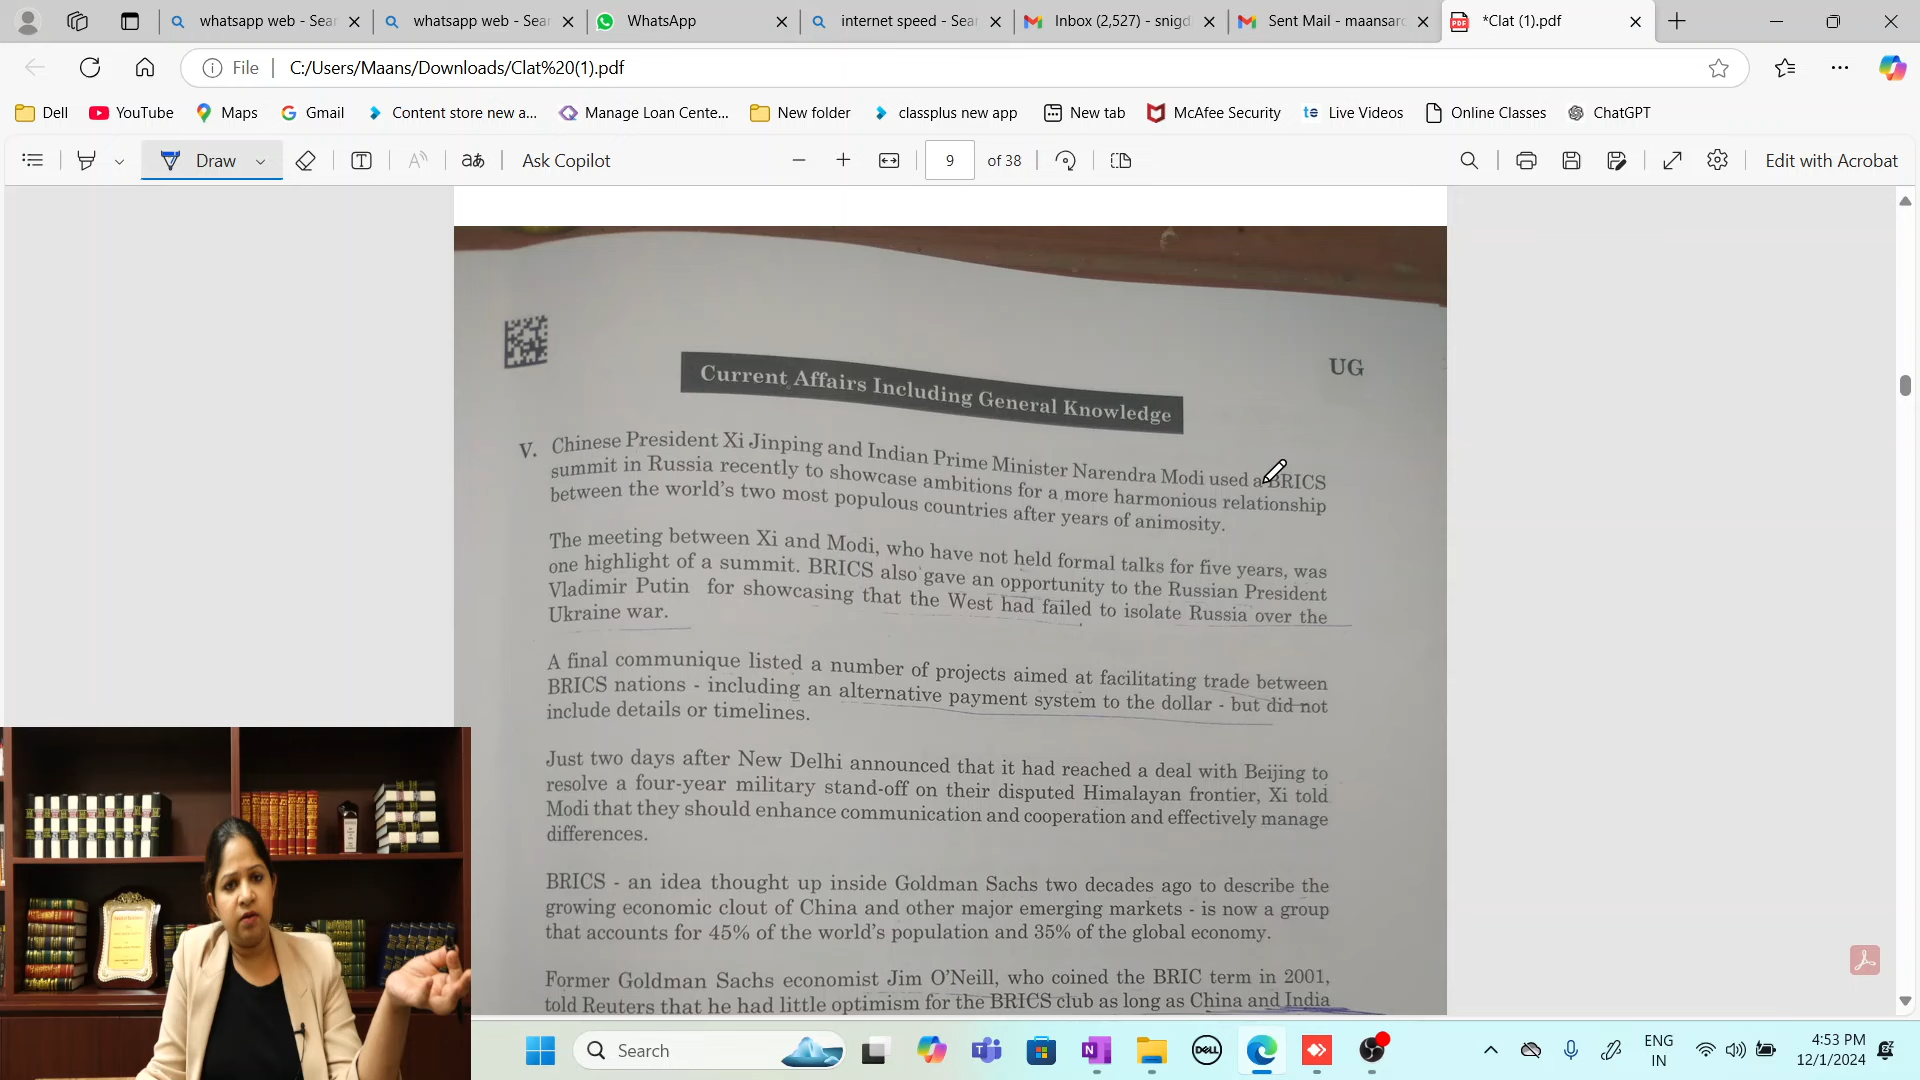 whatsapp web - Sear
whatsapp web - Sear
WhatsApp
internet speed - Sear
Inbox (2,527) - snigd
Sent Mail - maansarc
*Clat (1).pdf
File
C:/Users/Maans/Downloads/Clat%20(1).pdf
Dell
YouTube
Maps
Gmail
Content store new a...
Manage Loan Cente...
New folder
classplus new app
New tab
McAfee Security
Live Videos
Online Classes
ChatGPT
Draw
Ask Copilot
9 of 38
Edit with Acrobat
UG
Current Affairs Including General Knowledge
V. Chinese President Xi Jinping and Indian Prime Minister Narendra Modi used a BRICS
summit in Russia recently to showcase ambitions for a more harmonious relationship
between the world's two most populous countries after years of animosity.
The meeting between Xi and Modi, who have not held formal talks for five years, was
one highlight of a summit. BRICS also gave an opportunity to the Russian President
Vladimir Putin for showcasing that the West had failed to isolate Russia over the
Ukraine war.
A final communique listed a number of projects aimed at facilitating trade between
BRICS nations - including an alternative payment system to the dollar - but did not
include details or timelines.
Just two days after New Delhi announced that it had reached a deal with Beijing to
resolve a four-year military stand-off on their disputed Himalayan frontier, Xi told
Modi that they should enhance communication and cooperation and effectively manage
differences.
BRICS - an idea thought up inside Goldman Sachs two decades ago to describe the
growing economic clout of China and other major emerging markets - is now a group
that accounts for 45% of the world's population and 35% of the global economy.
Former Goldman Sachs economist Jim O'Neill, who coined the BRIC term in 2001,
told Reuters that he had little optimism for the BRICS club as long as China and India
Search
ENG
IN
4:53 PM
12/1/2024